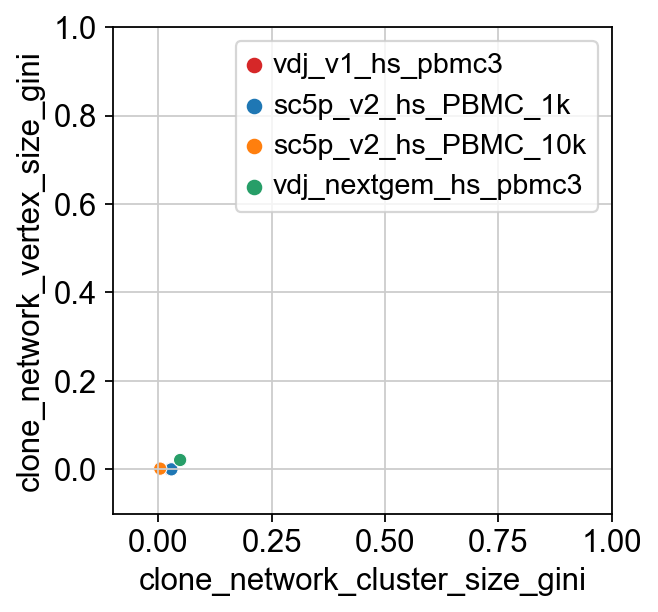 clone_network_vertex_size_gini
1.0
0.8
0.6
0.4
0.2
0.0
vdj_v1_hs_pbmc3
sc5p_v2_hs_PBMC_1k
sc5p_v2_hs_PBMC_10k
vdj_nextgem_hs_pbmc3
0.00 0.25 0.50 0.75 1.00
clone_network_cluster_size_gini